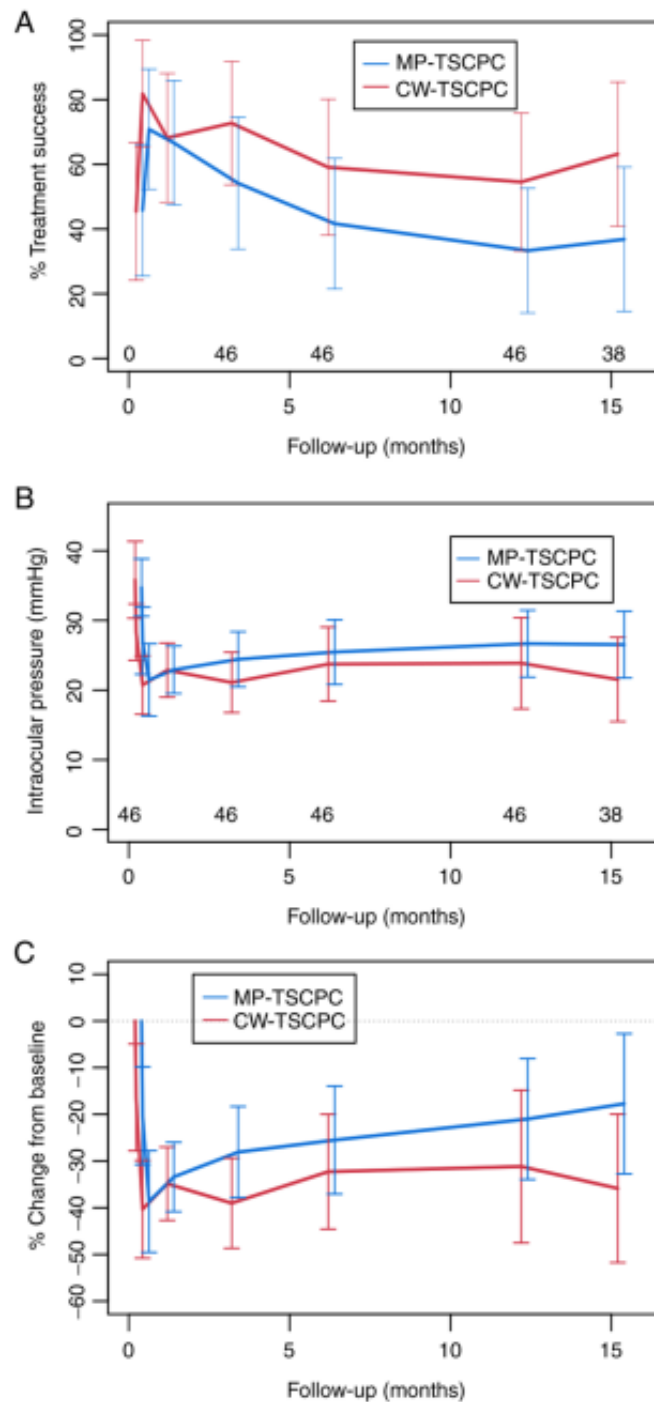 A
% Treatment success
100
80
60
40
20
0
MP-TSCPC
CW-TSCPC
0 46 46 46 38
0 5 10 15
Follow-up (months)
B
Intraocular pressure (mmHg)
40
30
20
10
0
MP-TSCPC
CW-TSCPC
46 46 46 46 38
0 5 10 15
Follow-up (months)
C
% Change from baseline
10
0
-10
-20
-30
-40
-50
-60
MP-TSCPC
CW-TSCPC
0 5 10 15
Follow-up (months)